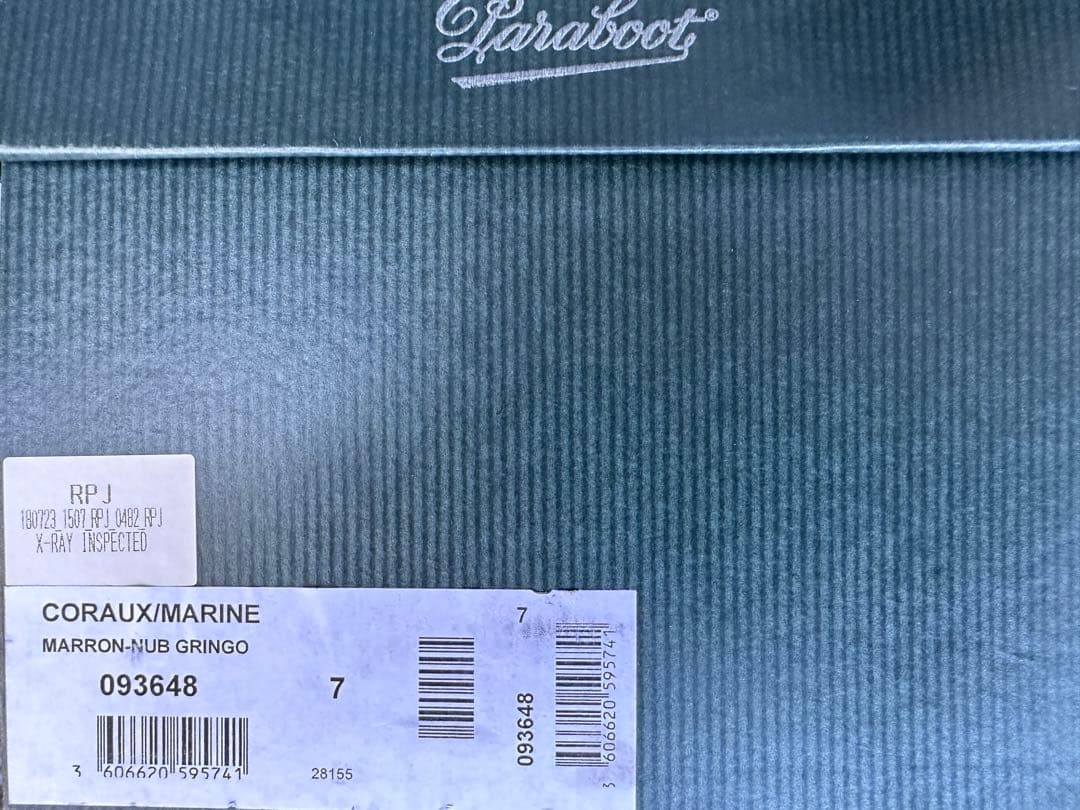 Paraboot®
RPJ
180723_1507_RPJ_0482_RPJ
X-RAY INSPECTED
CORAUX/MARINE
MARRON-NUB GRINGO
093648
7
3 606620 595741
28155
7
093648
3 606620 595741